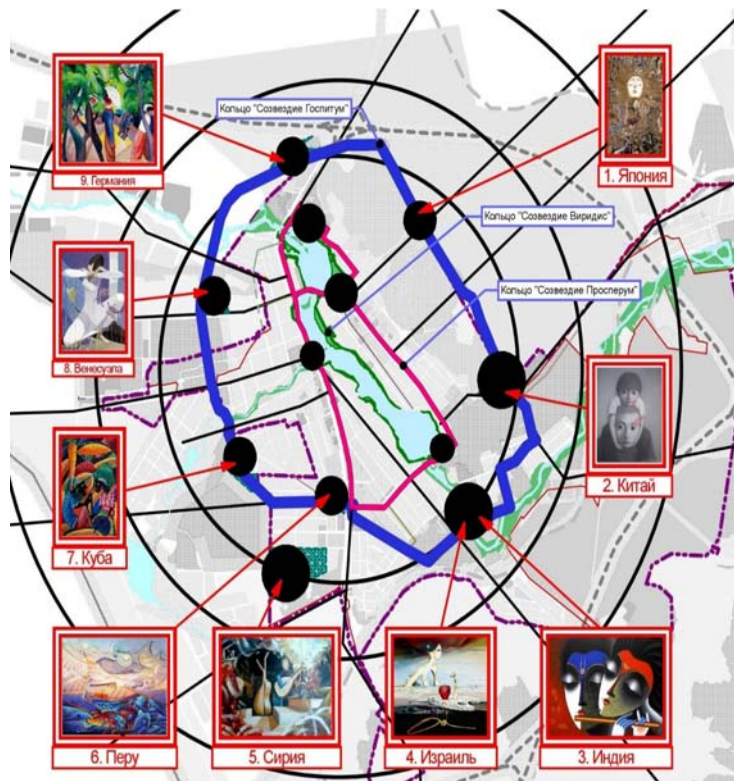 Кольцо "Созвездие Госпитум"
9. Германия
1. Япония
Кольцо "Созвездие Виридис"
Кольцо "Созвездие Просперум"
8. Венесуэла
2. Китай
7. Куба
6. Перу
5. Сирия
4. Израиль
3. Индия